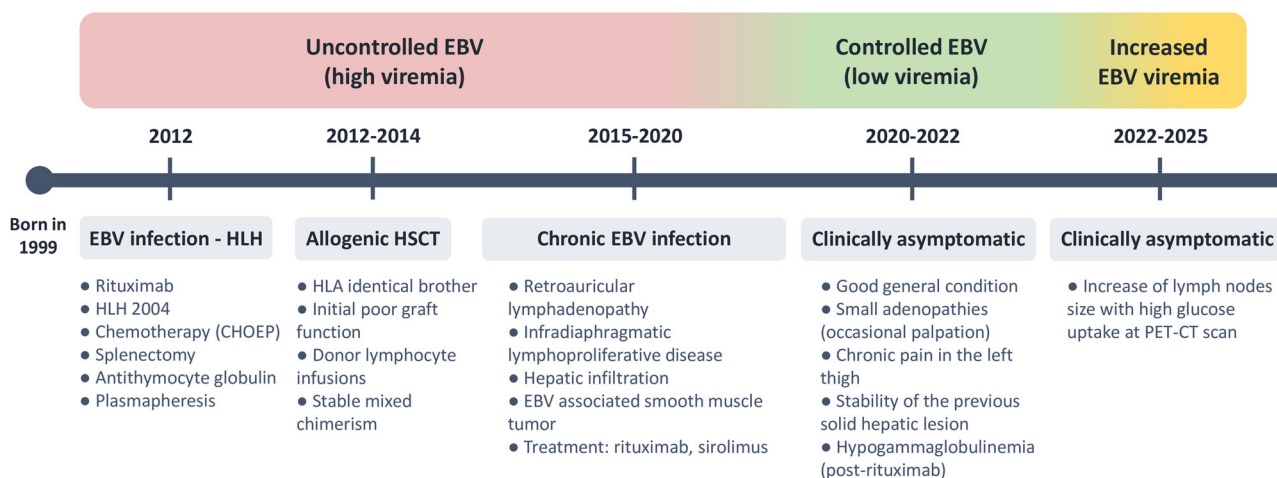 Uncontrolled EBV
(high viremia)
Controlled EBV
(low viremia)
Increased
EBV viremia
2012
2012-2014
2015-2020
2020-2022
2022-2025
Born in
1999
EBV infection - HLH
● Rituximab
● HLH 2004
● Chemotherapy (CHOEP)
● Splenectomy
● Antithymocyte globulin
● Plasmapheresis
Allogenic HSCT
● HLA identical brother
● Initial poor graft
function
● Donor lymphocyte
infusions
● Stable mixed
chimerism
Chronic EBV infection
● Retroauricular
lymphadenopathy
● Infradiaphragmatic
lymphoproliferative disease
● Hepatic infiltration
● EBV associated smooth muscle
tumor
● Treatment: rituximab, sirolimus
Clinically asymptomatic
● Good general condition
● Small adenopathies
(occasional palpation)
● Chronic pain in the left
thigh
● Stability of the previous
solid hepatic lesion
● Hypogammaglobulinemia
(post-rituximab)
Clinically asymptomatic
● Increase of lymph nodes
size with high glucose
uptake at PET-CT scan